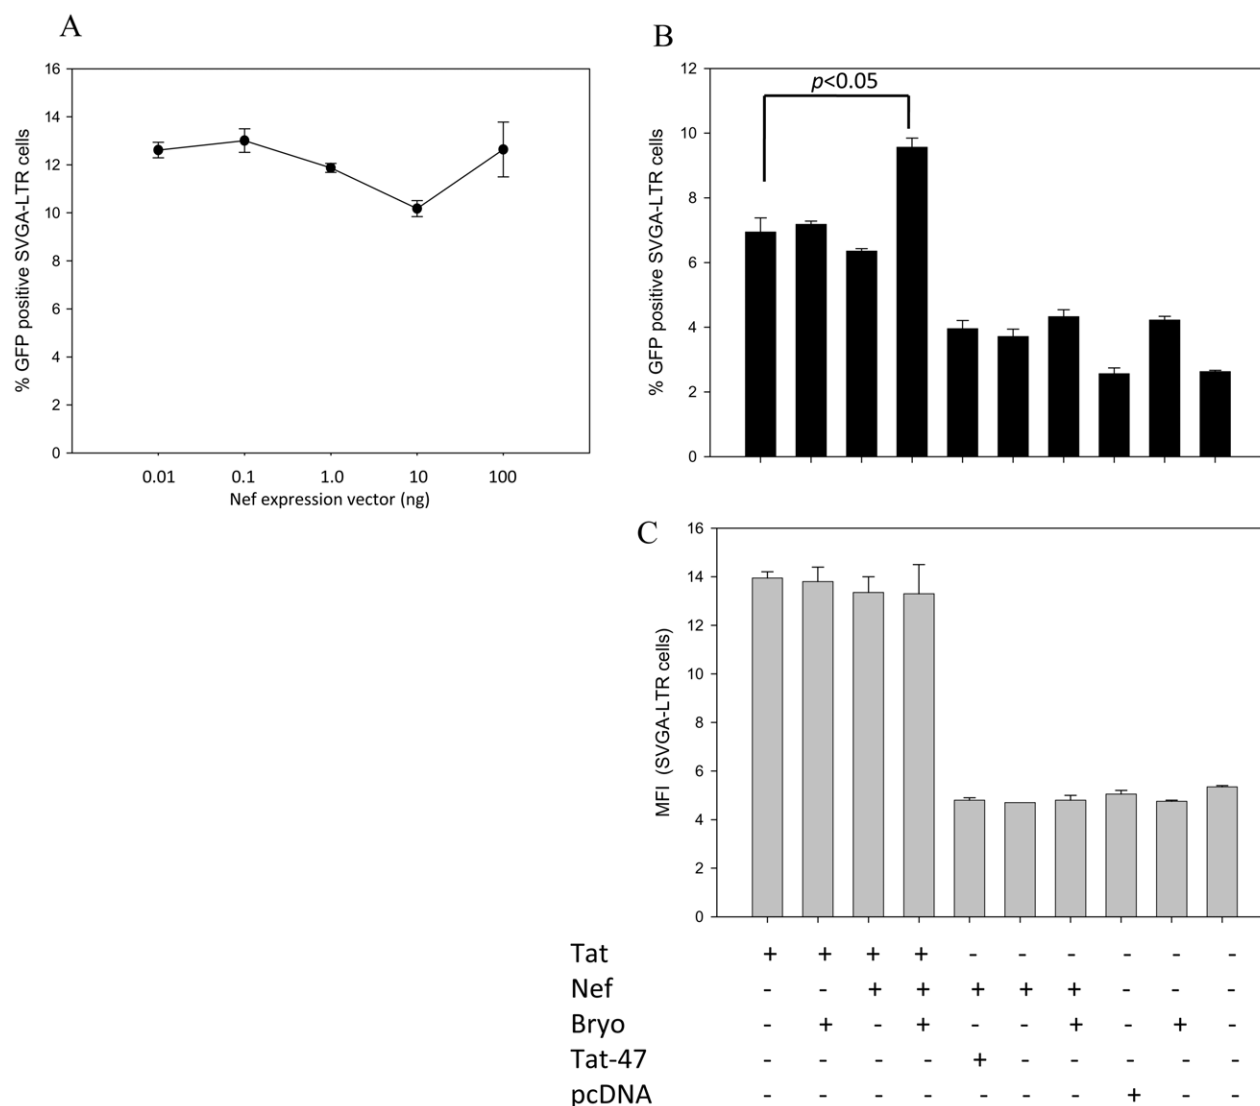 A
% GFP positive SVGA-LTR cells
16
14
12
10
8
6
4
2
0
0.01 0.1 1.0 10 100
Nef expression vector (ng)
B
% GFP positive SVGA-LTR cells
12
10
8
6
4
2
0
p<0.05
C
MFI (SVGA-LTR cells)
16
14
12
10
8
6
4
2
0
Tat + + + + - - - - - -
Nef - - + + + + + - - -
Bryo - + - + - - + - + -
Tat-47 - - - - + - - - - -
pcDNA - - - - - - - + - -